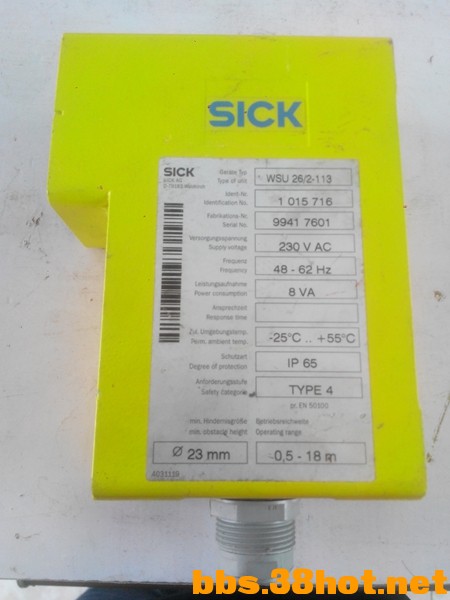 SICK
SICK
SICK AG
Geräte Typ
Type of unit
WSU 26/2-113
Ident-Nr.
Identification No.
1 015 716
Fabrikations-Nr.
Serial No.
9941 7601
Versorgungsspannung
Supply voltage
230 V AC
Frequenz
Frequency
48 - 62 Hz
Leistungsaufnahme
Power consumption
8 VA
Ansprechzeit
Response time
Zul. Umgebungstemp.
Perm. ambient temp.
-25°C .. +55°C
Schutzart
Degree of protection
IP 65
Anforderungsstufe
Safety Category
TYPE 4
pr. EN 50100
min. Hindernisgröße
min. obstacle height
Betriebsreichweite
Operating range
Ø 23 mm
0,5 - 18 m
4031119
bbs.38hot.net